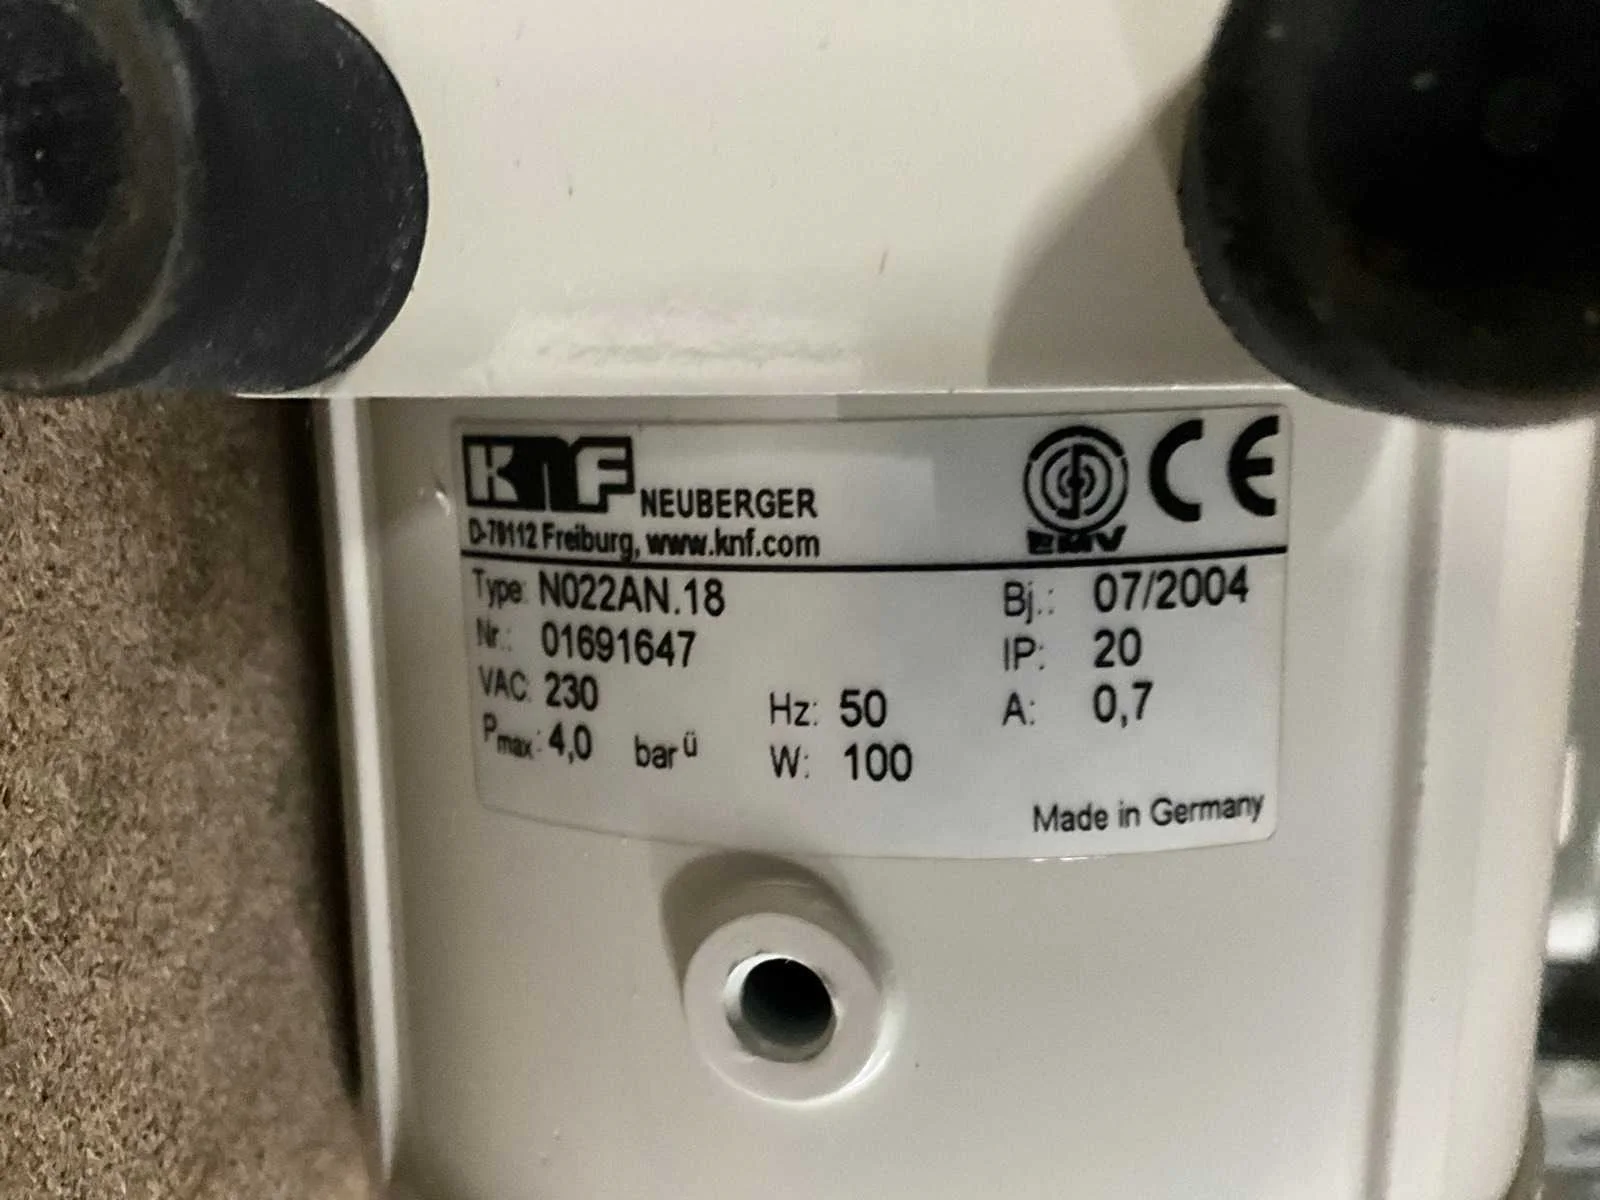 KNF NEUBERGER
D-79112 Freiburg, www.knf.com
EMV
CE
Type: N022AN.18
Bj.: 07/2004
Nr.: 01691647
IP: 20
VAC: 230
Hz: 50
A: 0,7
Pmax: 4,0 bar ü
W: 100
Made in Germany